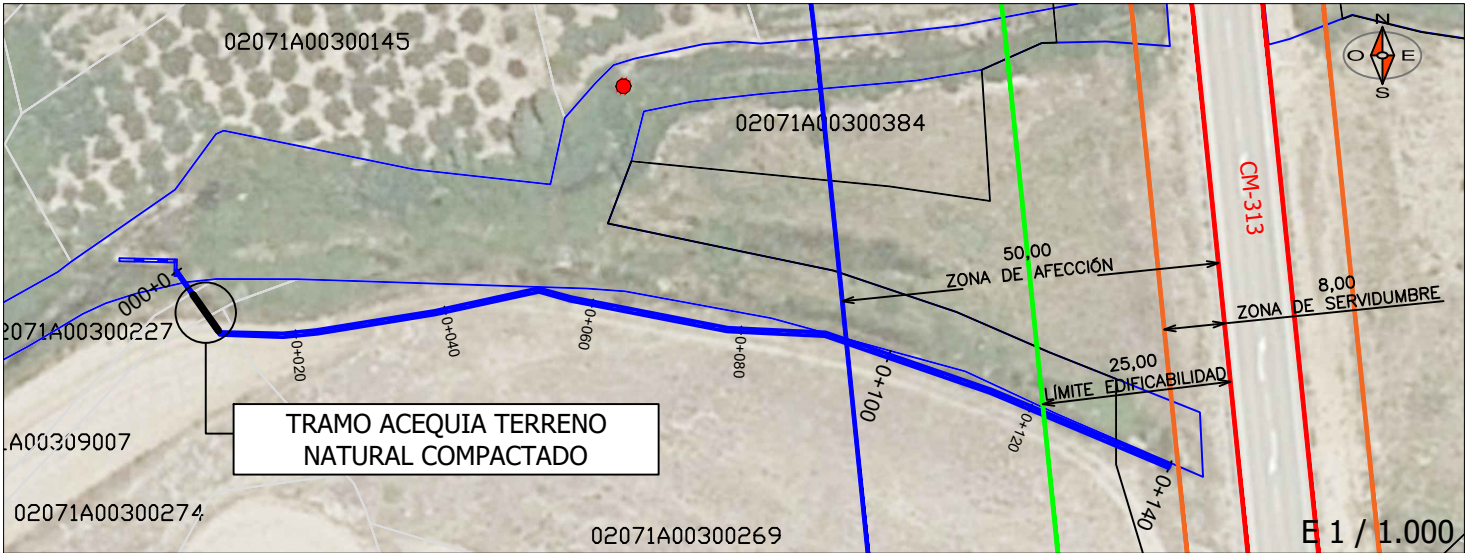 02071A00300145
N
O E
S
02071A00300384
CM-313
50,00
ZONA DE AFECCIÓN
8,00
ZONA DE SERVIDUMBRE
0+000
2071A00300227
0+020
0+040
0+060
0+080
0+100
0+120
0+140
25,00
LÍMITE EDIFICABILIDAD
TRAMO ACEQUIA TERRENO
NATURAL COMPACTADO
A00309007
02071A00300274
02071A00300269
E 1 / 1.000